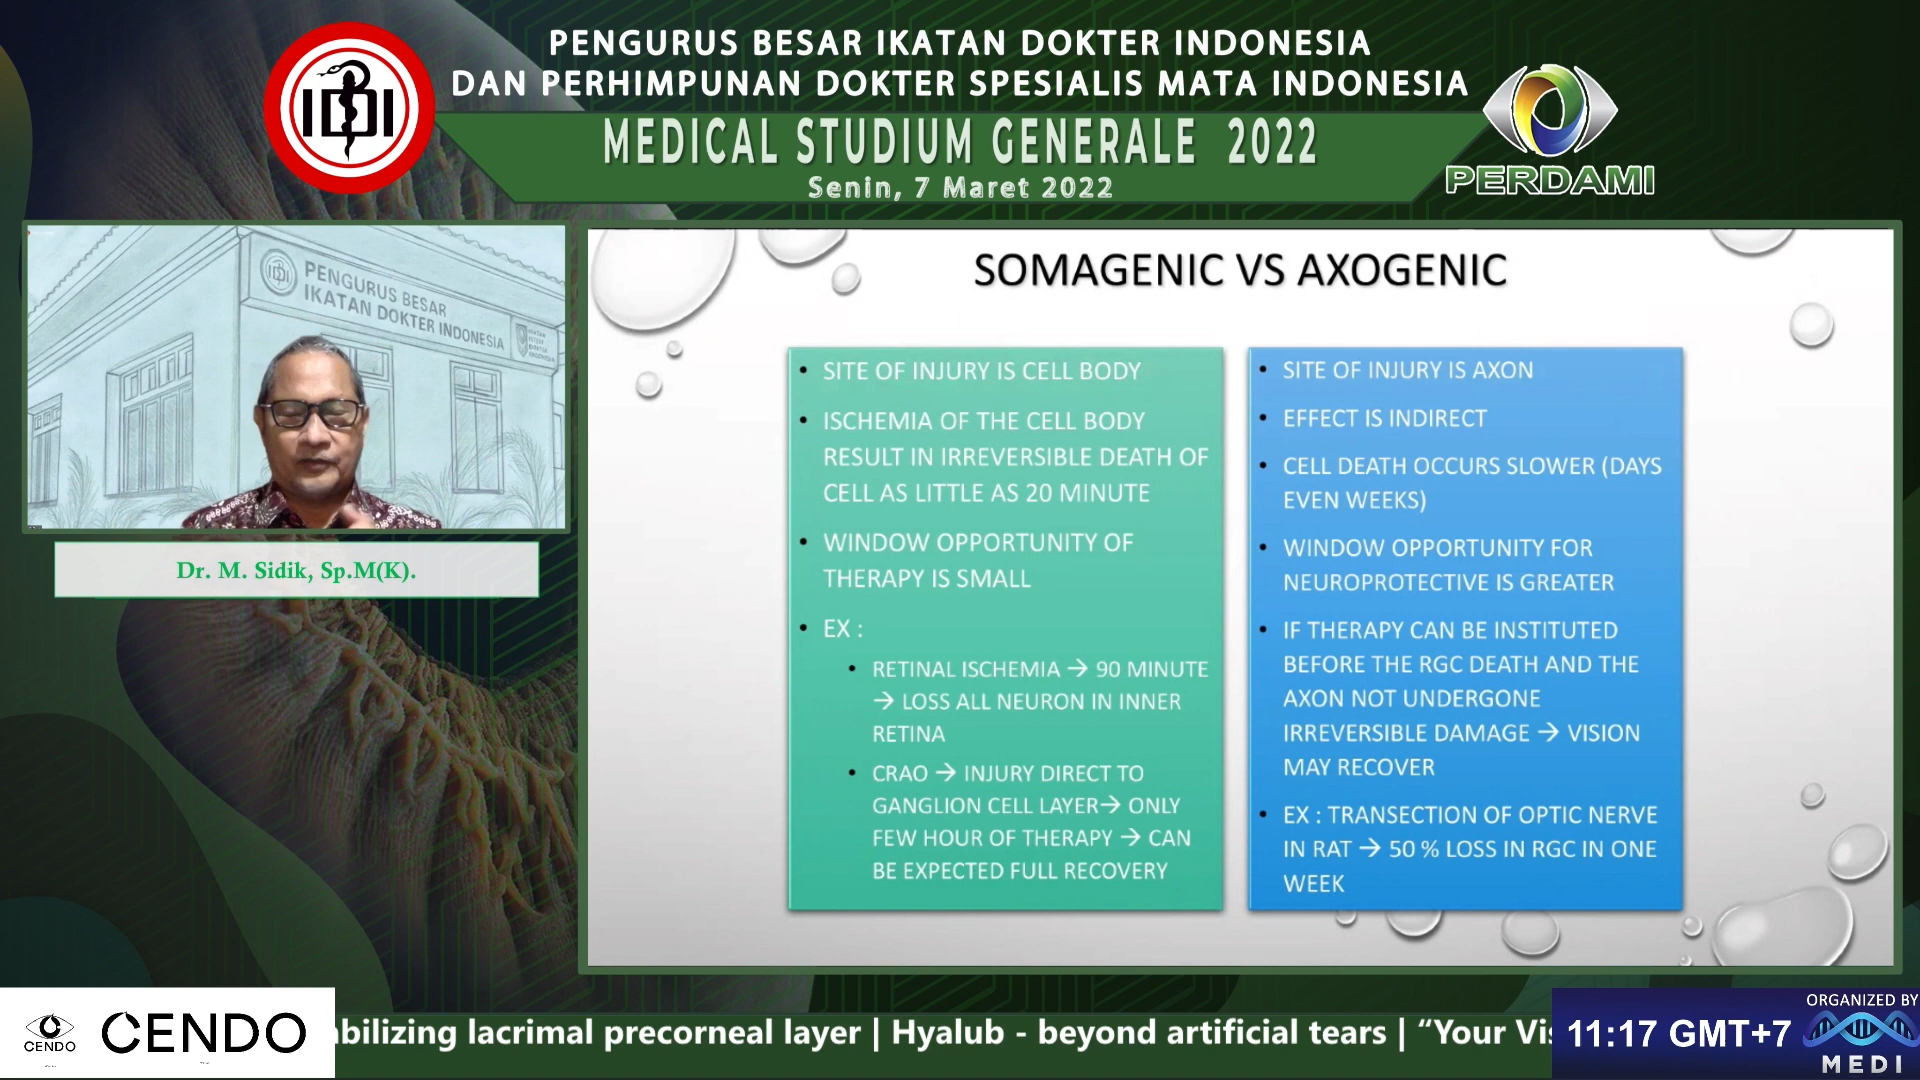 PENGURUS BESAR IKATAN DOKTER INDONESIA
DAN PERHIMPUNAN DOKTER SPESIALIS MATA INDONESIA
MEDICAL STUDIUM GENERALE 2022
Senin, 7 Maret 2022
IDI
PERDAMI
PENGURUS BESAR
IKATAN DOKTER INDONESIA
Dr. M. Sidik, Sp.M(K).
SOMAGENIC VS AXOGENIC
• SITE OF INJURY IS CELL BODY
• ISCHEMIA OF THE CELL BODY
RESULT IN IRREVERSIBLE DEATH OF
CELL AS LITTLE AS 20 MINUTE
• WINDOW OPPORTUNITY OF
THERAPY IS SMALL
• EX :
• RETINAL ISCHEMIA → 90 MINUTE
→ LOSS ALL NEURON IN INNER
RETINA
• CRAO → INJURY DIRECT TO
GANGLION CELL LAYER→ ONLY
FEW HOUR OF THERAPY → CAN
BE EXPECTED FULL RECOVERY
• SITE OF INJURY IS AXON
• EFFECT IS INDIRECT
• CELL DEATH OCCURS SLOWER (DAYS
EVEN WEEKS)
• WINDOW OPPORTUNITY FOR
NEUROPROTECTIVE IS GREATER
• IF THERAPY CAN BE INSTITUTED
BEFORE THE RGC DEATH AND THE
AXON NOT UNDERGONE
IRREVERSIBLE DAMAGE → VISION
MAY RECOVER
• EX : TRANSECTION OF OPTIC NERVE
IN RAT → 50 % LOSS IN RGC IN ONE
WEEK
CENDO
CENDO
abilizing lacrimal precorneal layer | Hyalub - beyond artificial tears | “Your Vis
11:17 GMT+7
ORGANIZED BY
MEDI